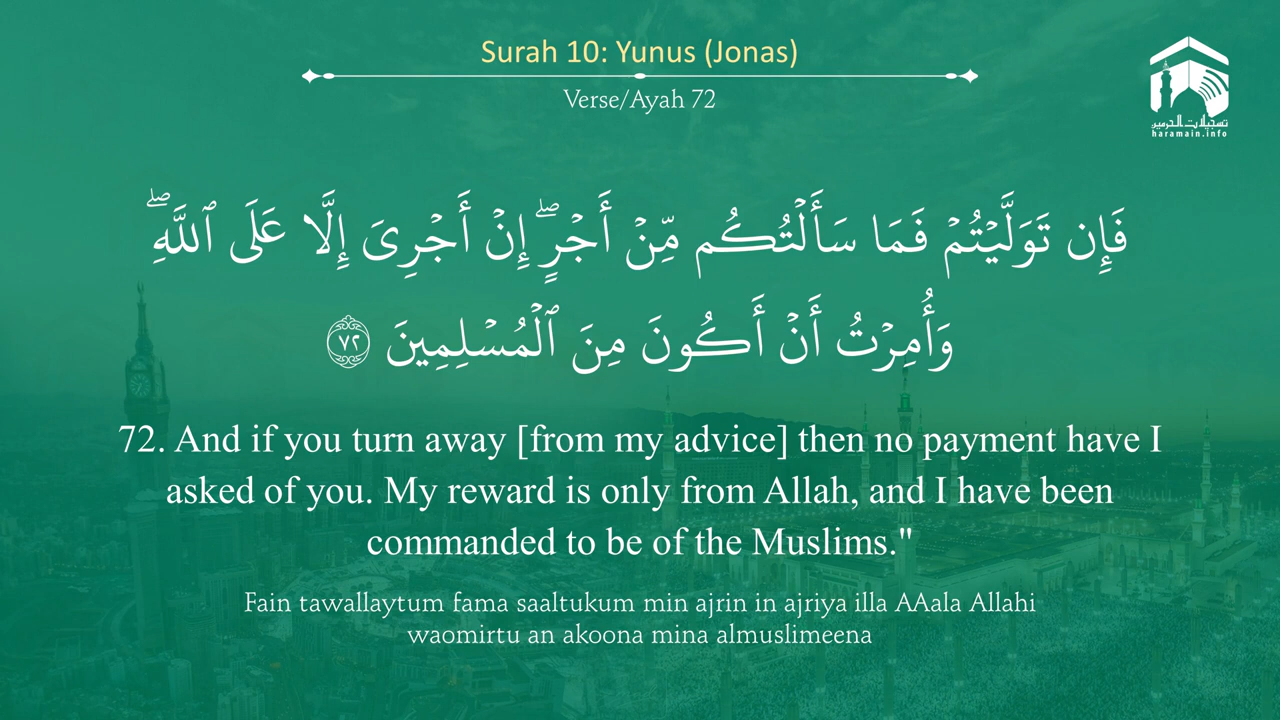 Surah 10: Yunus (Jonas)
Verse/Ayah 72
تسجيلات الحرمين
haramain.info
فَإِن تَوَلَّيْتُمْ فَمَا سَأَلْتُكُم مِّنْ أَجْرٍ ۖ إِنْ أَجْرِىَ إِلَّا عَلَى ٱللَّهِ ۖ
وَأُمِرْتُ أَنْ أَكُونَ مِنَ ٱلْمُسْلِمِينَ ٧٢
72. And if you turn away [from my advice] then no payment have I
asked of you. My reward is only from Allah, and I have been
commanded to be of the Muslims."
Fain tawallaytum fama saaltukum min ajrin in ajriya illa AAala Allahi
waomirtu an akoona mina almuslimeena